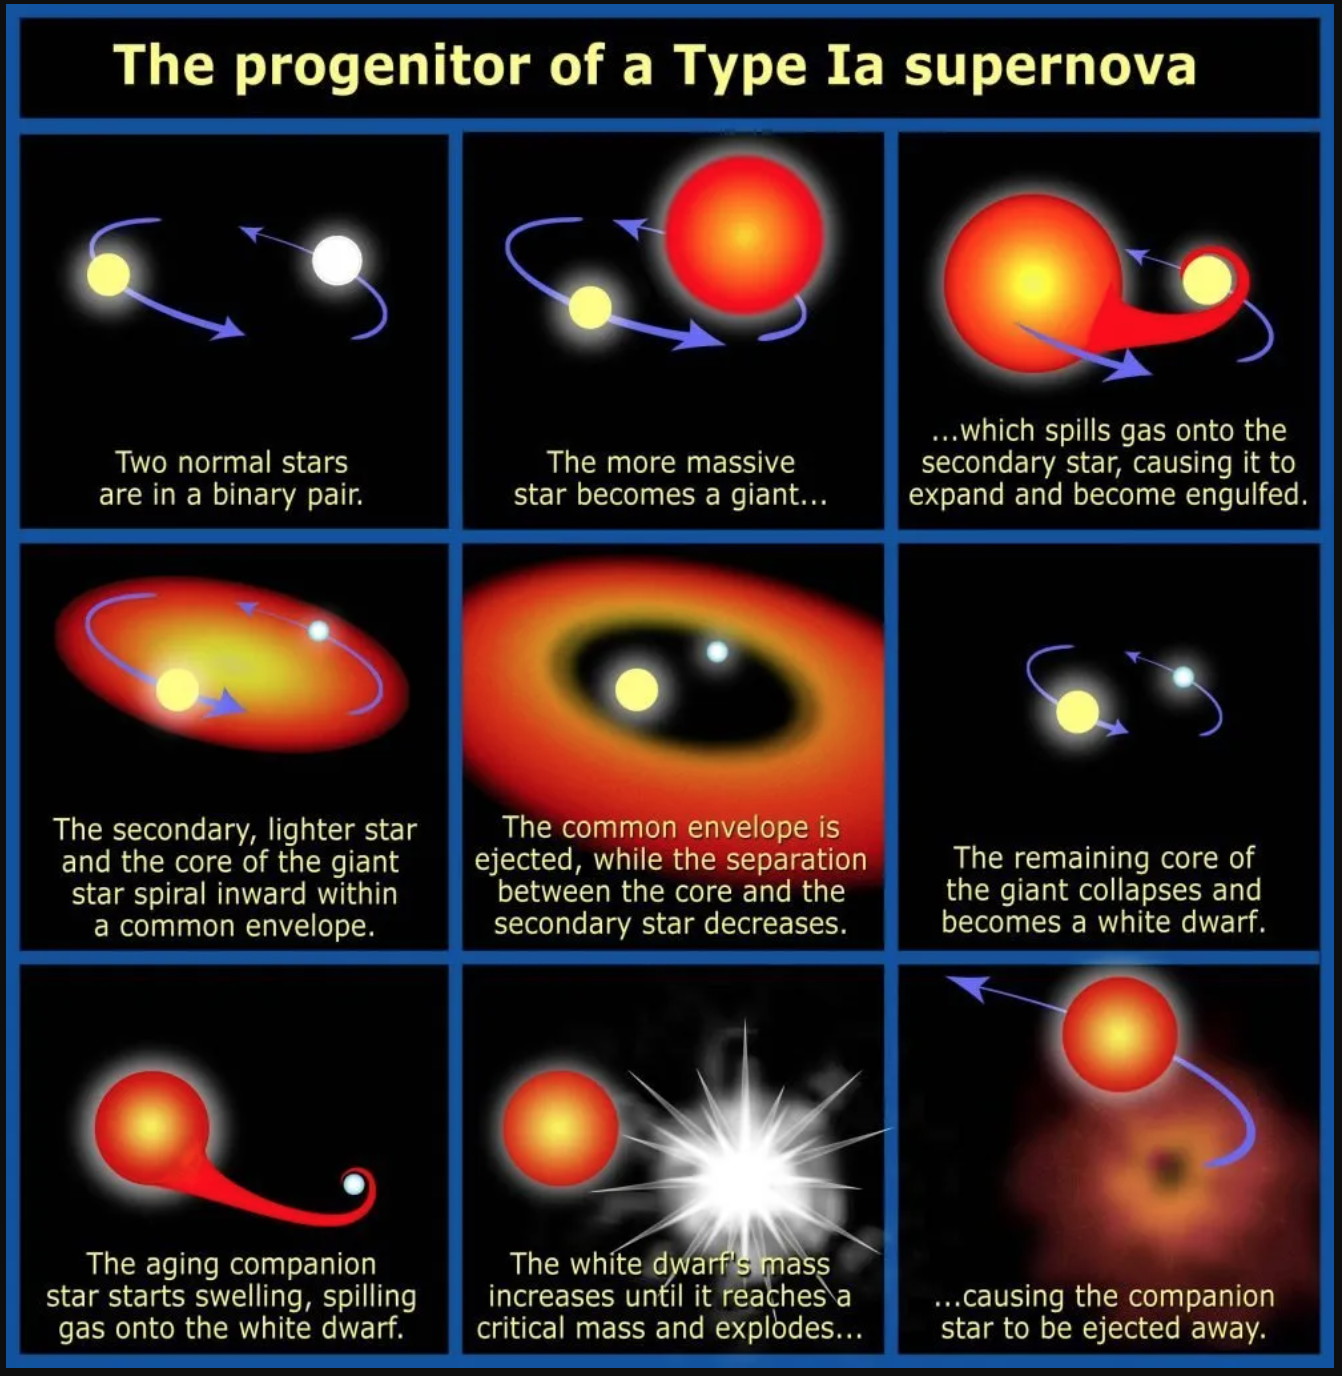 The progenitor of a Type Ia supernova
Two normal stars
are in a binary pair.
The more massive
star becomes a giant...
...which spills gas onto the
secondary star, causing it to
expand and become engulfed.
The secondary, lighter star
and the core of the giant
star spiral inward within
a common envelope.
The common envelope is
ejected, while the separation
between the core and the
secondary star decreases.
The remaining core of
the giant collapses and
becomes a white dwarf.
The aging companion
star starts swelling, spilling
gas onto the white dwarf.
The white dwarf's mass
increases until it reaches a
critical mass and explodes...
...causing the companion
star to be ejected away.